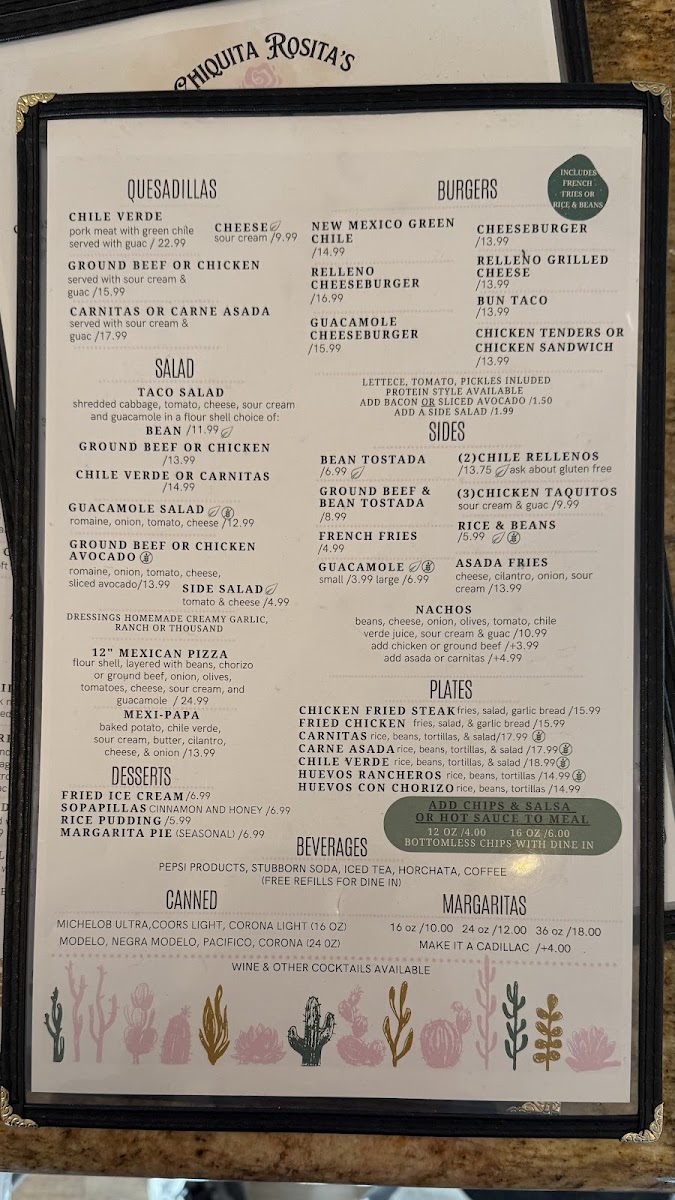 CHIQUITA ROSITA'S
QUESADILLAS
CHILE VERDE
pork meat with green chile
served with guac / 22.99
CHEESE
sour cream /9.99
GROUND BEEF OR CHICKEN
served with sour cream &
guac /15.99
CARNITAS OR CARNE ASADA
served with sour cream &
guac /17.99
SALAD
TACO SALAD
shredded cabbage, tomato, cheese, sour cream
and guacamole in a flour shell choice of:
BEAN /11.99
GROUND BEEF OR CHICKEN
/13.99
CHILE VERDE OR CARNITAS
/14.99
GUACAMOLE SALAD
romaine, onion, tomato, cheese /12.99
GROUND BEEF OR CHICKEN
AVOCADO
romaine, onion, tomato, cheese,
sliced avocado/13.99
SIDE SALAD
tomato & cheese /4.99
DRESSINGS HOMEMADE CREAMY GARLIC,
RANCH OR THOUSAND
12" MEXICAN PIZZA
flour shell, layered with beans, chorizo
or ground beef, onion, olives,
tomatoes, cheese, sour cream, and
guacamole / 24.99
MEXI-PAPA
baked potato, chile verde,
sour cream, butter, cilantro,
cheese, & onion /13.99
DESSERTS
FRIED ICE CREAM /6.99
SOPAPILLAS CINNAMON AND HONEY /6.99
RICE PUDDING /5.99
MARGARITA PIE (SEASONAL) /6.99
BURGERS
INCLUDES
FRENCH
FRIES OR
RICE & BEANS
NEW MEXICO GREEN
CHILE
/14.99
RELLENO
CHEESEBURGER
/16.99
GUACAMOLE
CHEESEBURGER
/15.99
CHEESEBURGER
/13.99
RELLENO GRILLED
CHEESE
/13.99
BUN TACO
/13.99
CHICKEN TENDERS OR
CHICKEN SANDWICH
/13.99
LETTECE, TOMATO, PICKLES INLUDED
PROTEIN STYLE AVAILABLE
ADD BACON OR SLICED AVOCADO /1.50
ADD A SIDE SALAD /1.99
SIDES
BEAN TOSTADA
/6.99
GROUND BEEF &
BEAN TOSTADA
/8.99
FRENCH FRIES
/4.99
GUACAMOLE
small /3.99 large /6.99
(2)CHILE RELLENOS
/13.75 ask about gluten free
(3)CHICKEN TAQUITOS
sour cream & guac /9.99
RICE & BEANS
/5.99
ASADA FRIES
cheese, cilantro, onion, sour
cream /13.99
NACHOS
beans, cheese, onion, olives, tomato, chile
verde juice, sour cream & guac /10.99
add chicken or ground beef /+3.99
add asada or carnitas /+4.99
PLATES
CHICKEN FRIED STEAK fries, salad, garlic bread /15.99
FRIED CHICKEN fries, salad, & garlic bread /15.99
CARNITAS rice, beans, tortillas, & salad/17.99
CARNE ASADA rice, beans, tortillas, & salad /17.99
CHILE VERDE rice, beans, tortillas, & salad /18.99
HUEVOS RANCHEROS rice, beans, tortillas /14.99
HUEVOS CON CHORIZO rice, beans, tortillas /14.99
ADD CHIPS & SALSA
OR HOT SAUCE TO MEAL
12 OZ /4.00 16 OZ /6.00
BOTTOMLESS CHIPS WITH DINE IN
BEVERAGES
PEPSI PRODUCTS, STUBBORN SODA, ICED TEA, HORCHATA, COFFEE
(FREE REFILLS FOR DINE IN)
CANNED
MICHELOB ULTRA,COORS LIGHT, CORONA LIGHT (16 OZ)
MODELO, NEGRA MODELO, PACIFICO, CORONA (24 OZ)
MARGARITAS
16 oz /10.00 24 oz /12.00 36 oz /18.00
MAKE IT A CADILLAC /+4.00
WINE & OTHER COCKTAILS AVAILABLE